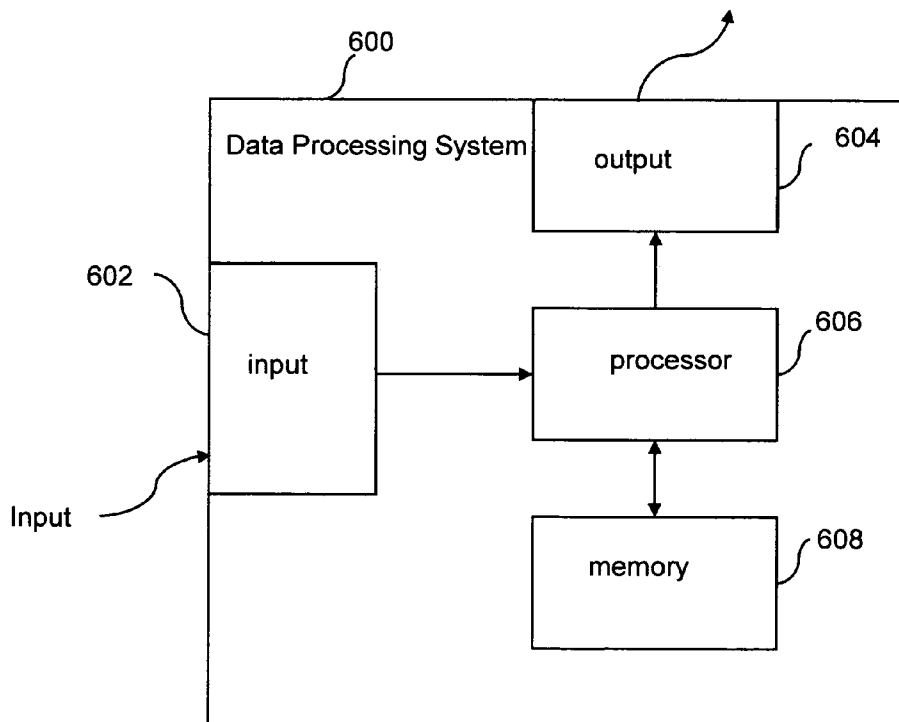 600
Data Processing System
output
604
602
input
processor
606
Input
memory
608